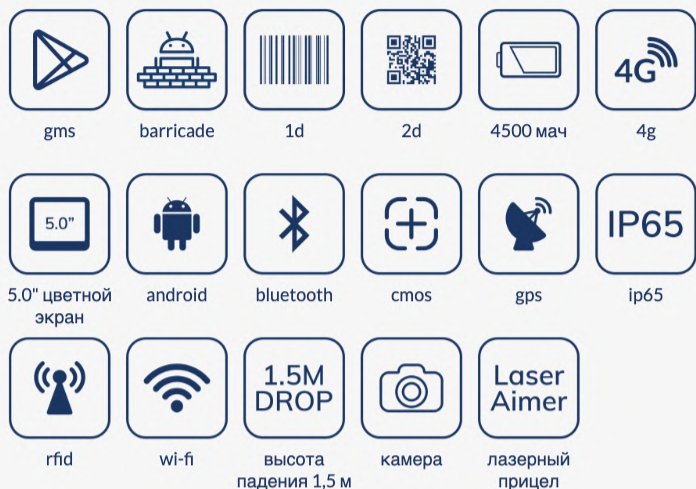 4G
gms
barricade
1d
2d
4500 мач
4g
5.0”
IP65
5.0" цветной
экран
android
bluetooth
cmos
gps
ip65
1.5M
DROP
Laser
Aimer
rfid
wi-fi
высота
падения 1,5 м
камера
лазерный
прицел